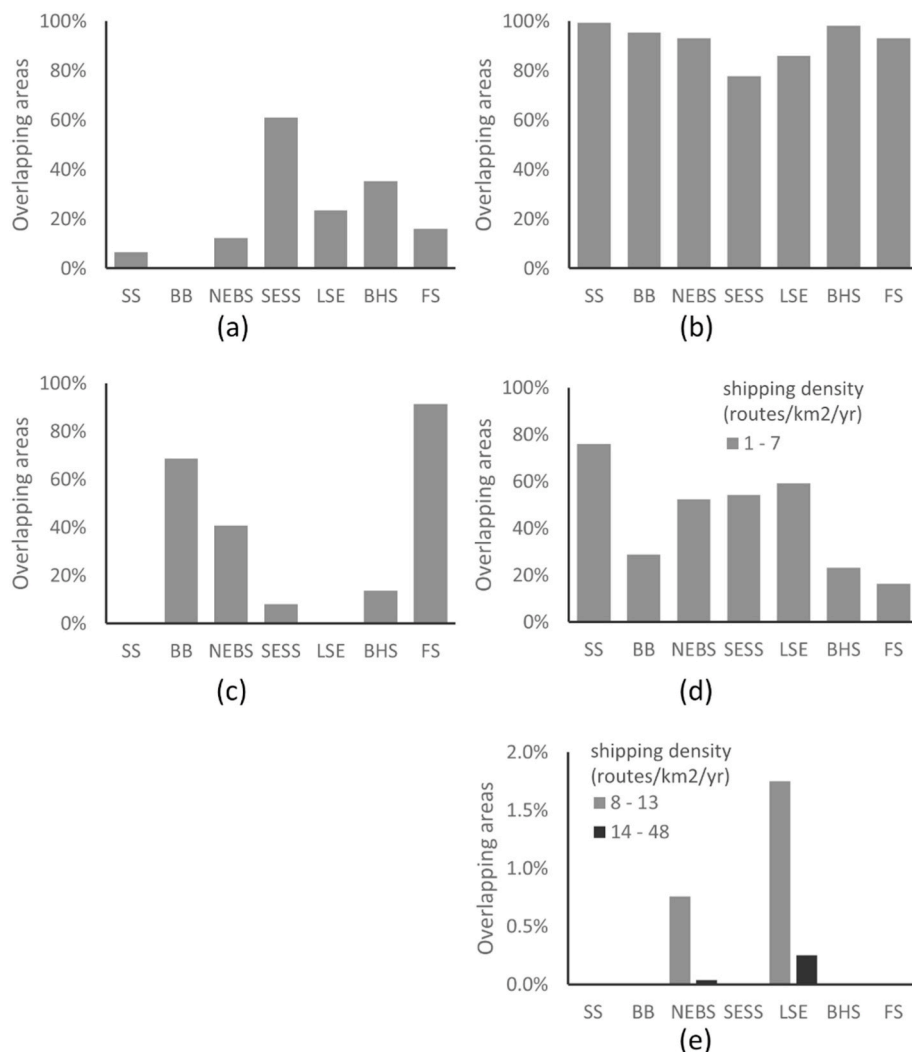 100%
80%
60%
40%
20%
0%
Overlapping areas
SS BB NEBS SESS LSE BHS FS
(a)
100%
80%
60%
40%
20%
0%
Overlapping areas
SS BB NEBS SESS LSE BHS FS
(b)
100%
80%
60%
40%
20%
0%
Overlapping areas
SS BB NEBS SESS LSE BHS FS
(c)
100%
80%
60%
40%
20%
0%
Overlapping areas
shipping density
(routes/km2/yr)
1 - 7
SS BB NEBS SESS LSE BHS FS
(d)
2.0%
1.5%
1.0%
0.5%
0.0%
Overlapping areas
shipping density
(routes/km2/yr)
8 - 13
14 - 48
SS BB NEBS SESS LSE BHS FS
(e)